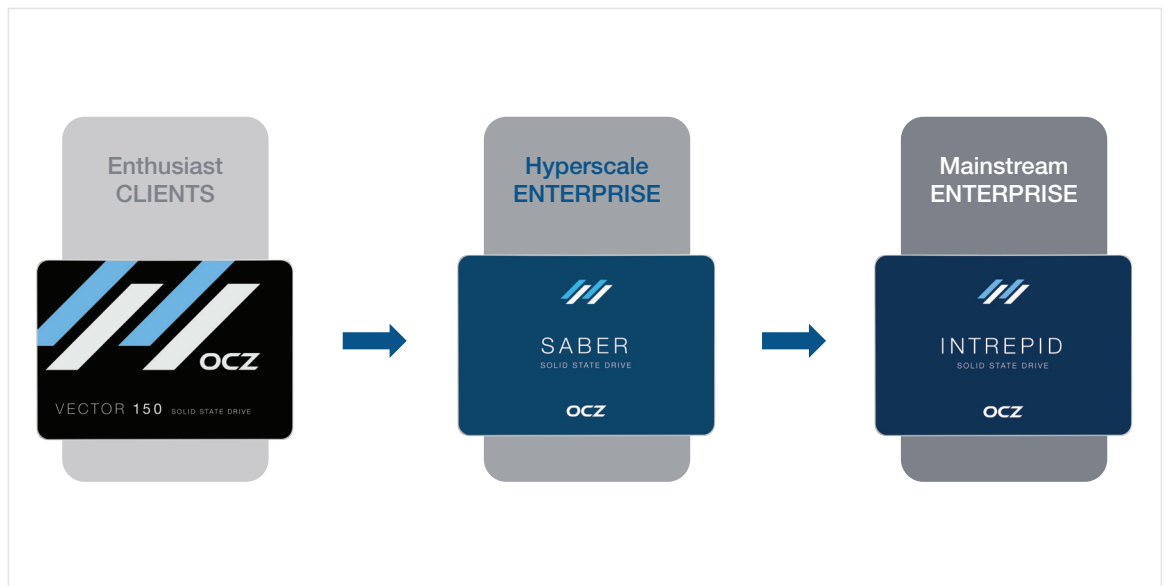 Enthusiast
CLIENTS
OCZ
VECTOR 150 SOLID STATE DRIVE
Hyperscale
ENTERPRISE
SABER
SOLID STATE DRIVE
OCZ
Mainstream
ENTERPRISE
INTREPID
SOLID STATE DRIVE
OCZ